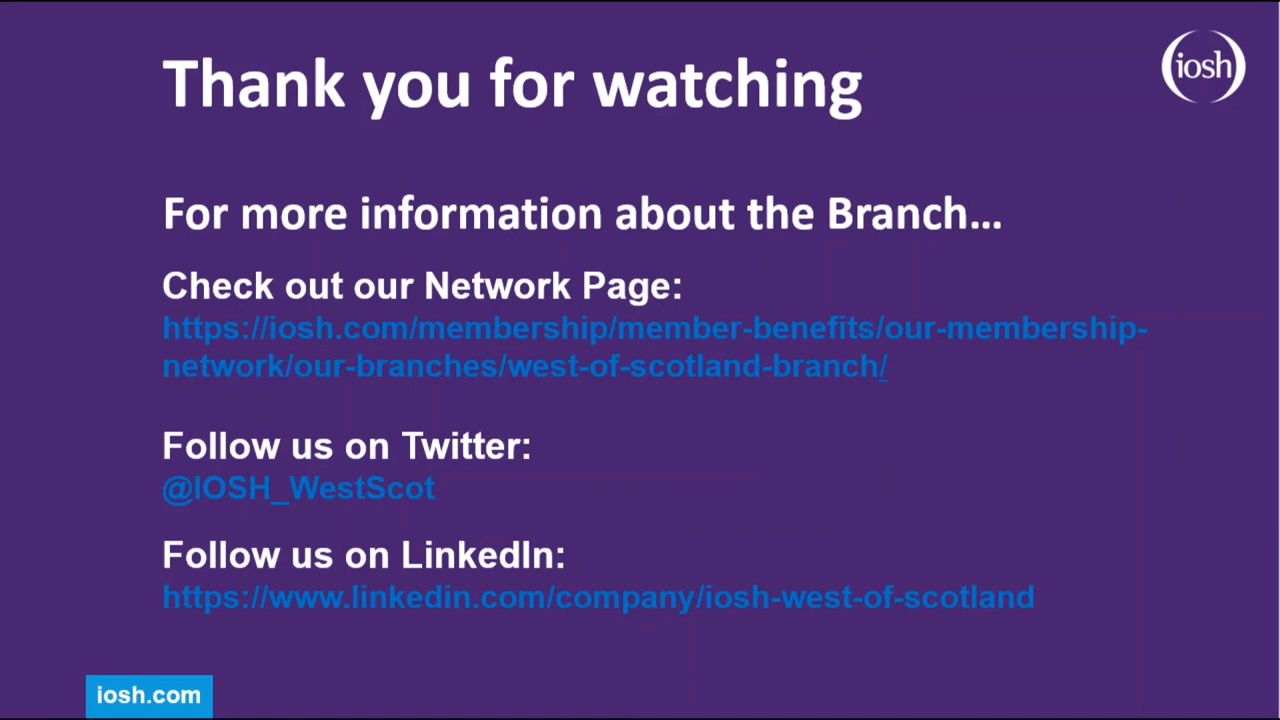 Thank you for watching
iosh
For more information about the Branch...
Check out our Network Page:
https://iosh.com/membership/member-benefits/our-membership-
network/our-branches/west-of-scotland-branch/
Follow us on Twitter:
@IOSH_WestScot
Follow us on LinkedIn:
https://www.linkedin.com/company/iosh-west-of-scotland
iosh.com